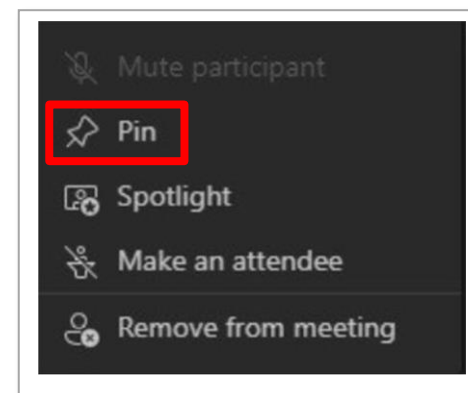 Mute participant
Pin
Spotlight
Make an attendee
Remove from meeting